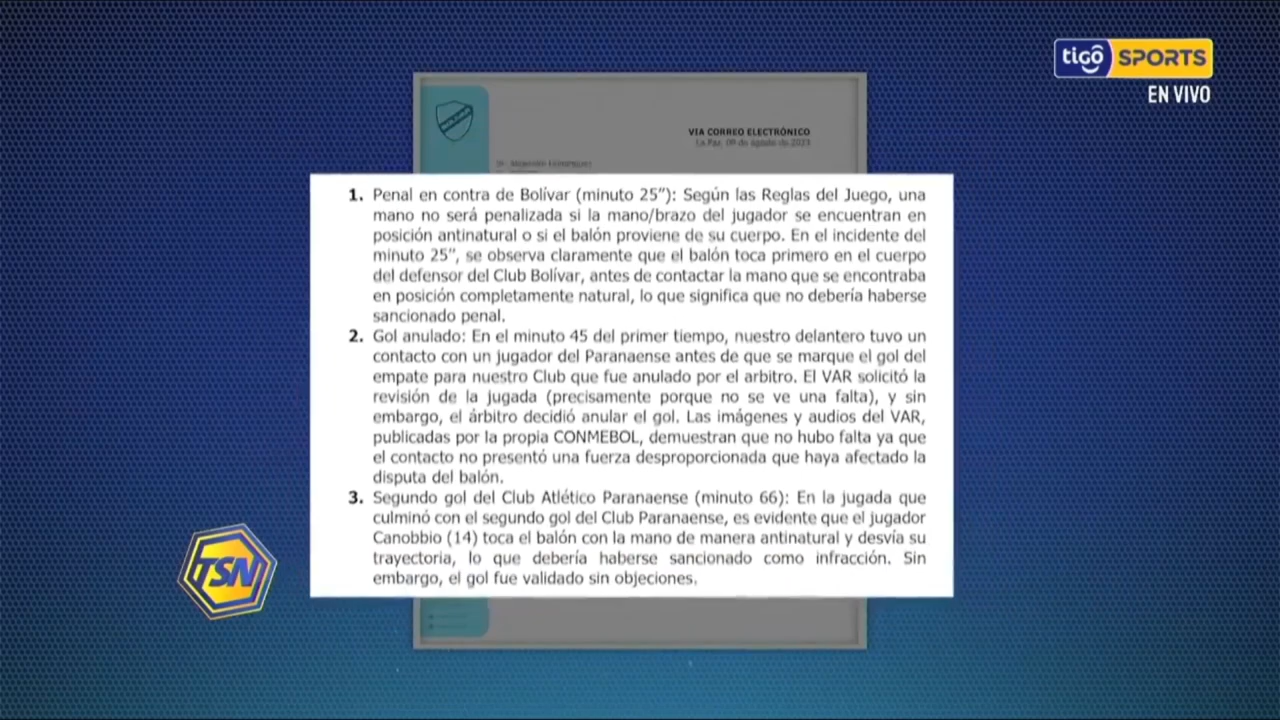 tigo SPORTS
EN VIVO
VIA CORREO ELECTRÓNICO
La Paz, 09 de agosto de 2023
1. Penal en contra de Bolívar (minuto 25”): Según las Reglas del Juego, una
mano no será penalizada si la mano/brazo del jugador se encuentran en
posición antinatural o si el balón proviene de su cuerpo. En el incidente del
minuto 25”, se observa claramente que el balón toca primero en el cuerpo
del defensor del Club Bolívar, antes de contactar la mano que se encontraba
en posición completamente natural, lo que significa que no debería haberse
sancionado penal.
2. Gol anulado: En el minuto 45 del primer tiempo, nuestro delantero tuvo un
contacto con un jugador del Paranaense antes de que se marque el gol del
empate para nuestro Club que fue anulado por el arbitro. El VAR solicitó la
revisión de la jugada (precisamente porque no se ve una falta), y sin
embargo, el árbitro decidió anular el gol. Las imágenes y audios del VAR,
publicadas por la propia CONMEBOL, demuestran que no hubo falta ya que
el contacto no presentó una fuerza desproporcionada que haya afectado la
disputa del balón.
3. Segundo gol del Club Atlético Paranaense (minuto 66): En la jugada que
culminó con el segundo gol del Club Paranaense, es evidente que el jugador
Canobbio (14) toca el balón con la mano de manera antinatural y desvía su
trayectoria, lo que debería haberse sancionado como infracción. Sin
embargo, el gol fue validado sin objeciones.
TSN